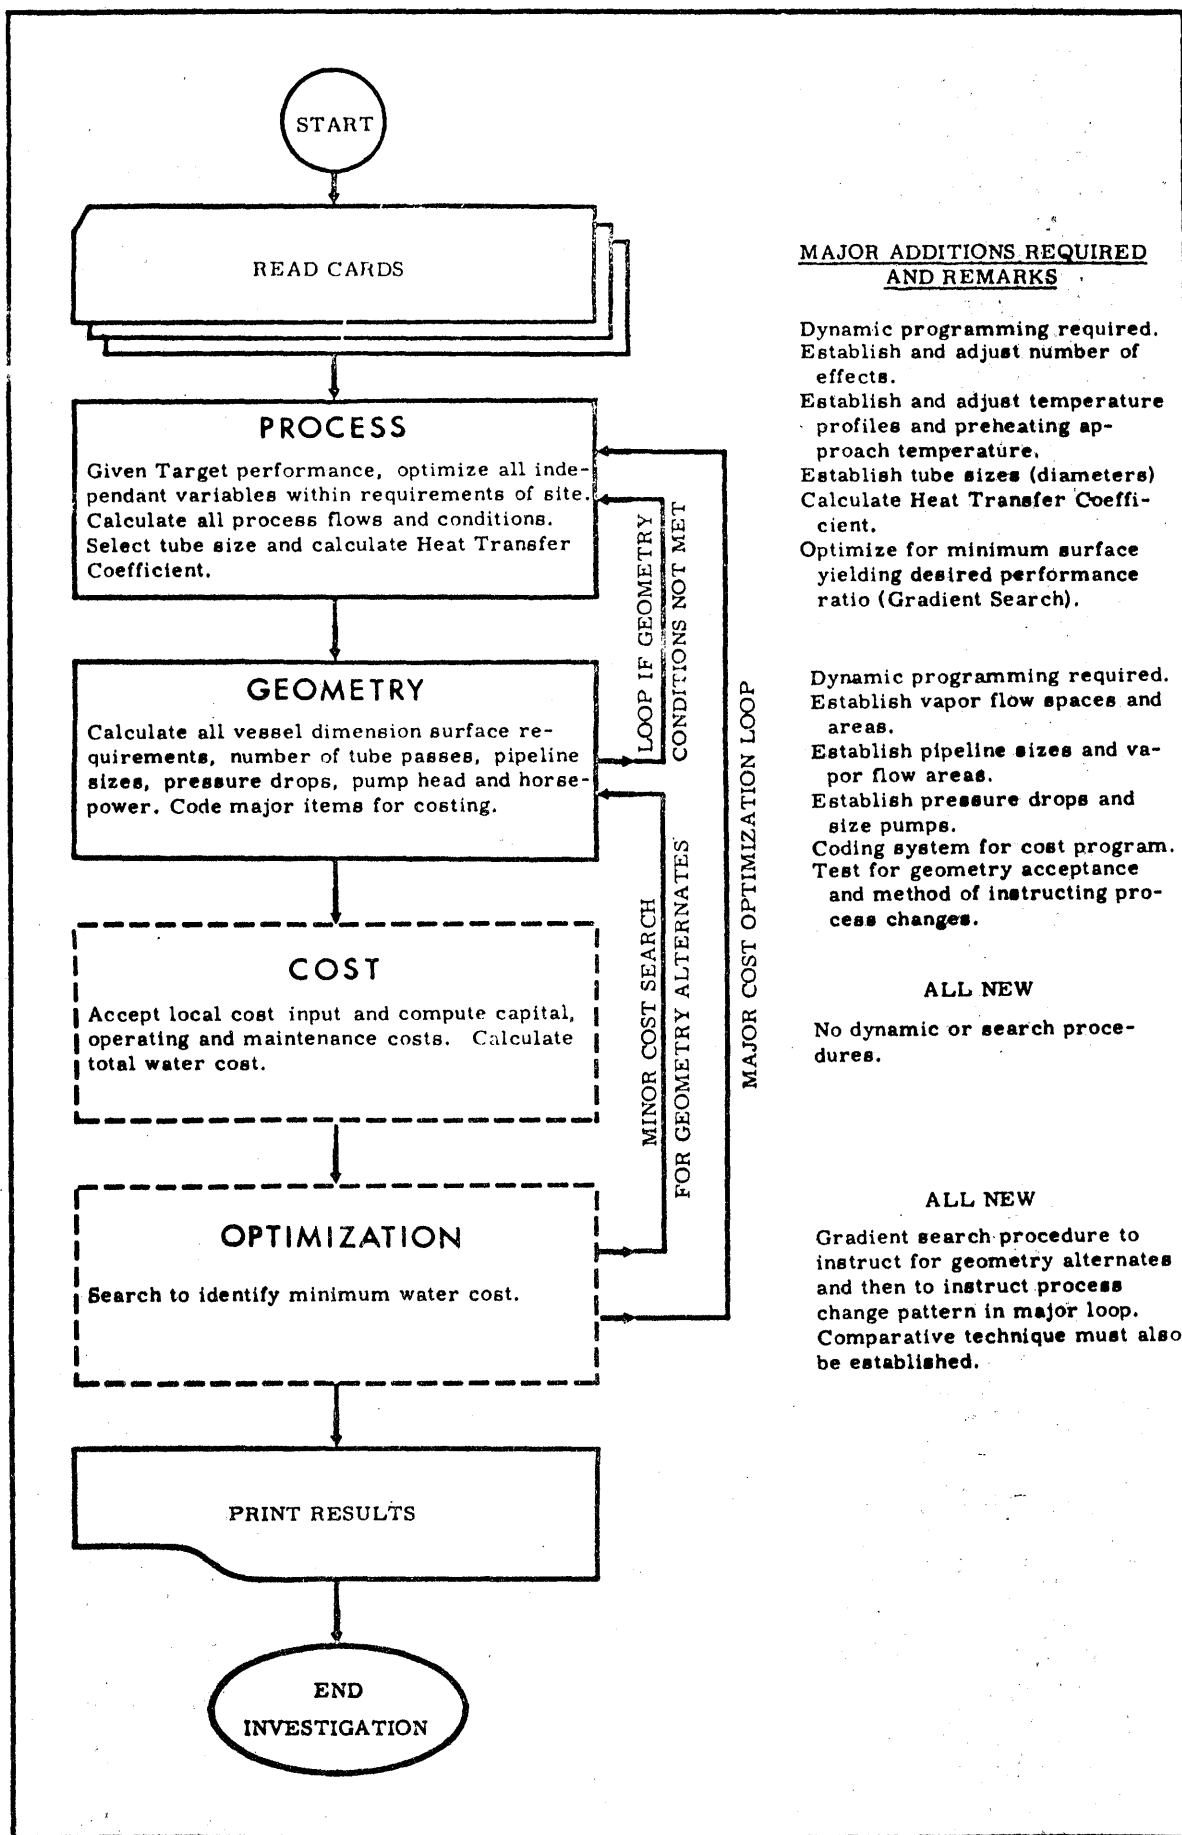 START
READ CARDS
PROCESS
Given Target performance, optimize all inde-
pendant variables within requirements of site.
Calculate all process flows and conditions.
Select tube size and calculate Heat Transfer
Coefficient.
LOOP IF GEOMETRY
CONDITIONS NOT MET
GEOMETRY
Calculate all vessel dimension surface re-
quirements, number of tube passes, pipeline
sizes, pressure drops, pump head and horse-
power. Code major items for costing.
MINOR COST SEARCH
FOR GEOMETRY ALTERNATES
MAJOR COST OPTIMIZATION LOOP
COST
Accept local cost input and compute capital,
operating and maintenance costs. Calculate
total water cost.
OPTIMIZATION
Search to identify minimum water cost.
PRINT RESULTS
END
INVESTIGATION
MAJOR ADDITIONS REQUIRED
AND REMARKS
Dynamic programming required.
Establish and adjust number of
effects.
Establish and adjust temperature
profiles and preheating ap-
proach temperature.
Establish tube sizes (diameters)
Calculate Heat Transfer Coeffi-
cient.
Optimize for minimum surface
yielding desired performance
ratio (Gradient Search).
Dynamic programming required.
Establish vapor flow spaces and
areas.
Establish pipeline sizes and va-
por flow areas.
Establish pressure drops and
size pumps.
Coding system for cost program.
Test for geometry acceptance
and method of instructing pro-
cess changes.
ALL NEW
No dynamic or search proce-
dures.
ALL NEW
Gradient search procedure to
instruct for geometry alternates
and then to instruct process
change pattern in major loop.
Comparative technique must also
be established.